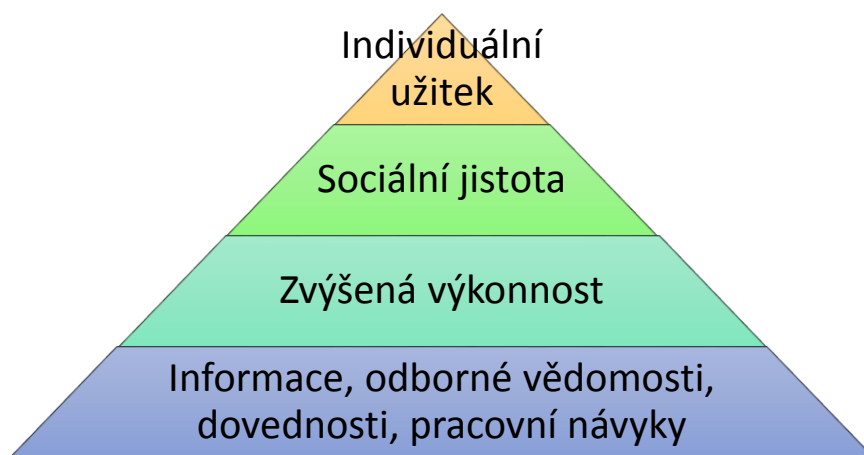 Individuální
užitek
Sociální jistota
Zvýšená výkonnost
Informace, odborné vědomosti,
dovednosti, pracovní návyky